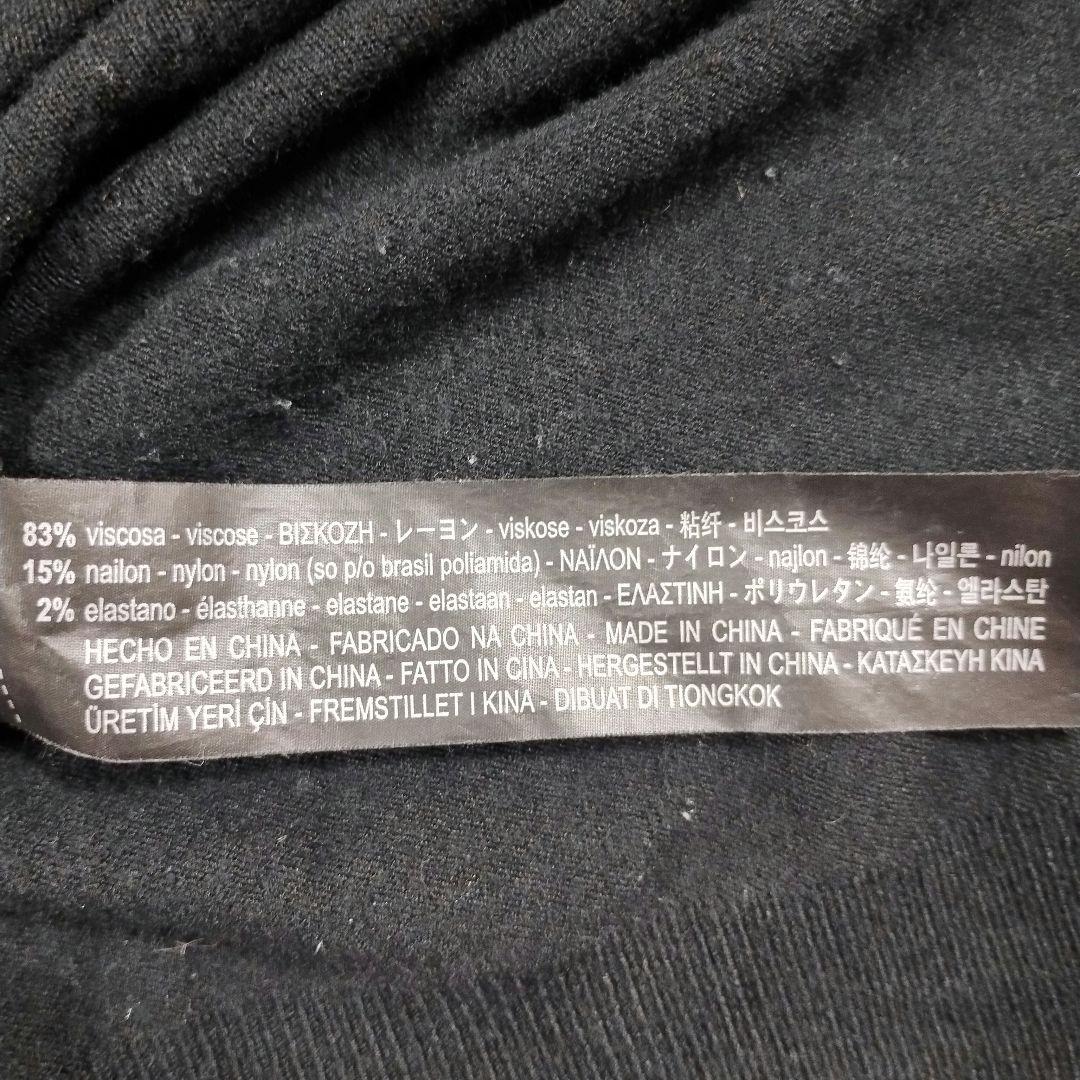 83% viscosa - viscose - ΒΙΣΚΟΖΗ - レーヨン - viskose - viskoza - 粘纤 - 비스코스
15% nailon - nylon - nylon (so p/o brasil poliamida) - ΝΑΪΛΟΝ - ナイロン - najlon - 锦纶 - 나일론 - nilon
2% elastano - élasthanne - elastane - elastaan - elastan - ΕΛΑΣΤΙΝΗ - ポリウレタン - 氨纶 - 엘라스탄
HECHO EN CHINA - FABRICADO NA CHINA - MADE IN CHINA - FABRIQUÉ EN CHINE
GEFABRICEERD IN CHINA - FATTO IN CINA - HERGESTELLT IN CHINA - ΚΑΤΑΣΚΕΥΗ ΚΙΝΑ
ÜRETİM YERİ ÇİN - FREMSTILLET I KINA - DIBUAT DI TIONGKOK